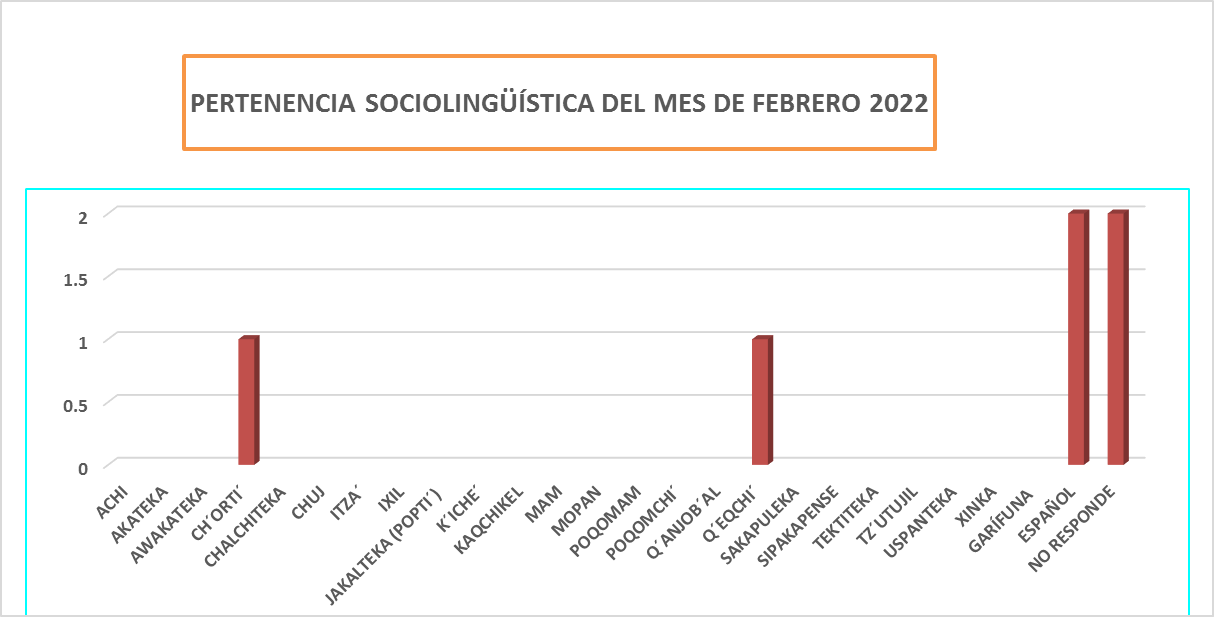 PERTENENCIA SOCIOLINGÜÍSTICA DEL MES DE FEBRERO 2022
2
1.5
1
0.5
0
ACHI
AKATEKA
AWAKATEKA
CH´ORTI´
CHALCHITEKA
CHUJ
ITZA´
IXIL
JAKALTEKA (POPTI´)
K´ICHE´
KAQCHIKEL
MAM
MOPAN
POQOMAM
POQOMCHI´
Q´ANJOB´AL
Q´EQCHI´
SAKAPULEKA
SIPAKAPENSE
TEKTITEKA
TZ´UTUJIL
USPANTEKA
XINKA
GARÍFUNA
ESPAÑOL
NO RESPONDE